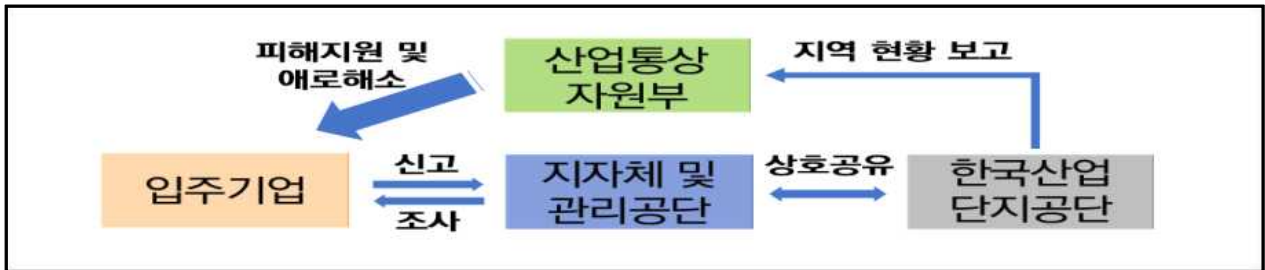 피해지원 및
애로해소
산업통상
자원부
지역 현황 보고
입주기업
신고
조사
지자체 및
관리공단
상호공유
한국산업
단지공단